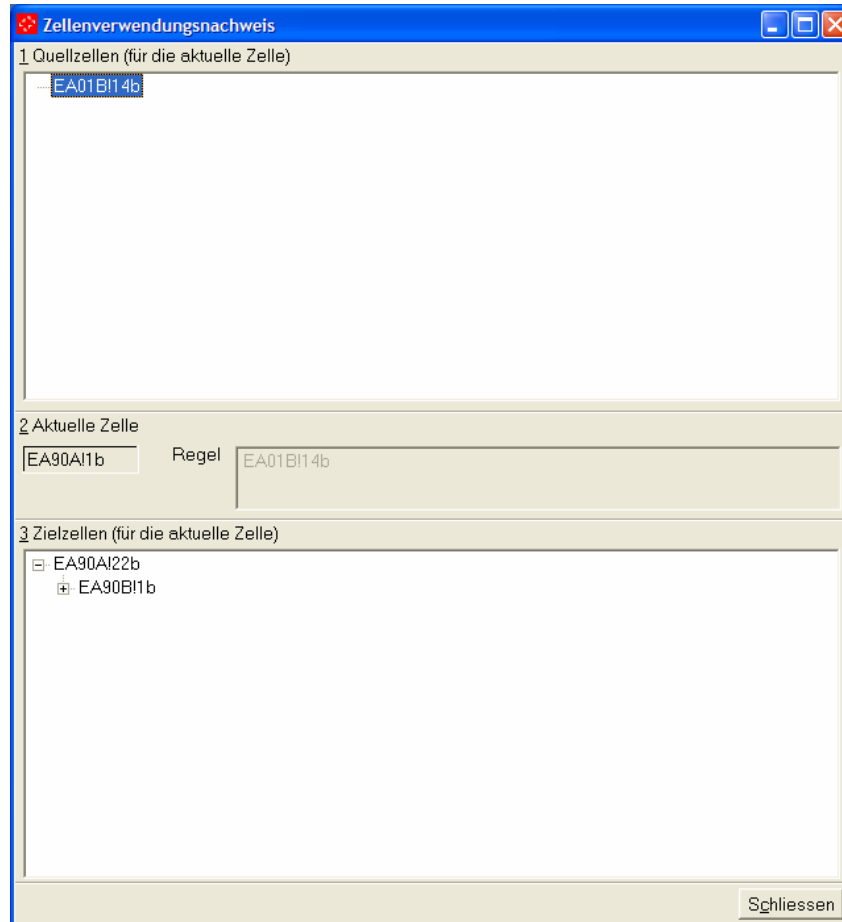 Zellenverwendungsnachweis
1 Quellzellen (für die aktuelle Zelle)
EA01B!14b
2 Aktuelle Zelle
EA90A!1b Regel EA01B!14b
3 Zielzellen (für die aktuelle Zelle)
EA90A!22b
EA90B!1b
Schliessen